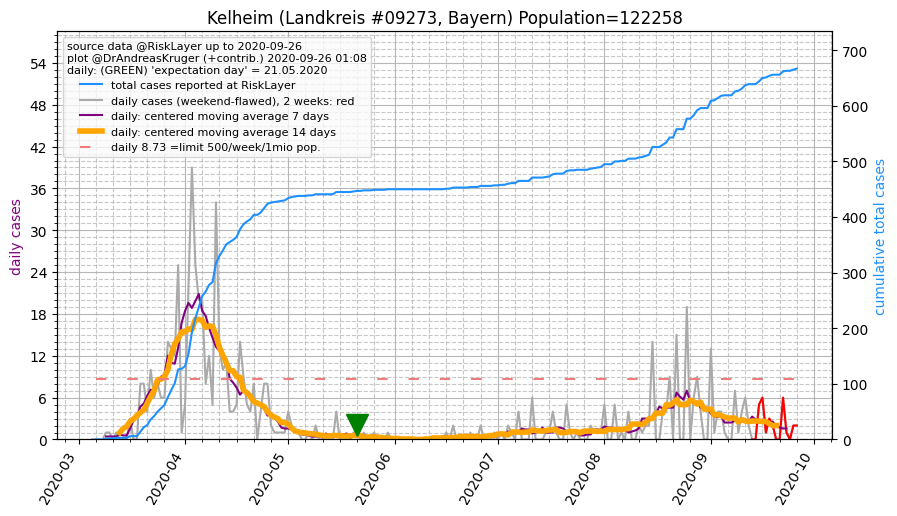 Kelheim (Landkreis #09273, Bayern) Population=122258
source data @RiskLayer up to 2020-09-26
plot @DrAndreasKruger (+contrib.) 2020-09-26 01:08
daily: (GREEN) 'expectation day' = 21.05.2020
total cases reported at RiskLayer
daily cases (weekend-flawed), 2 weeks: red
daily: centered moving average 7 days
daily: centered moving average 14 days
daily 8.73 =limit 500/week/1mio pop.
daily cases
54
48
42
36
30
24
18
12
6
0
700
600
500
400
300
200
100
0
cumulative total cases
2020-03
2020-04
2020-05
2020-06
2020-07
2020-08
2020-09
2020-10